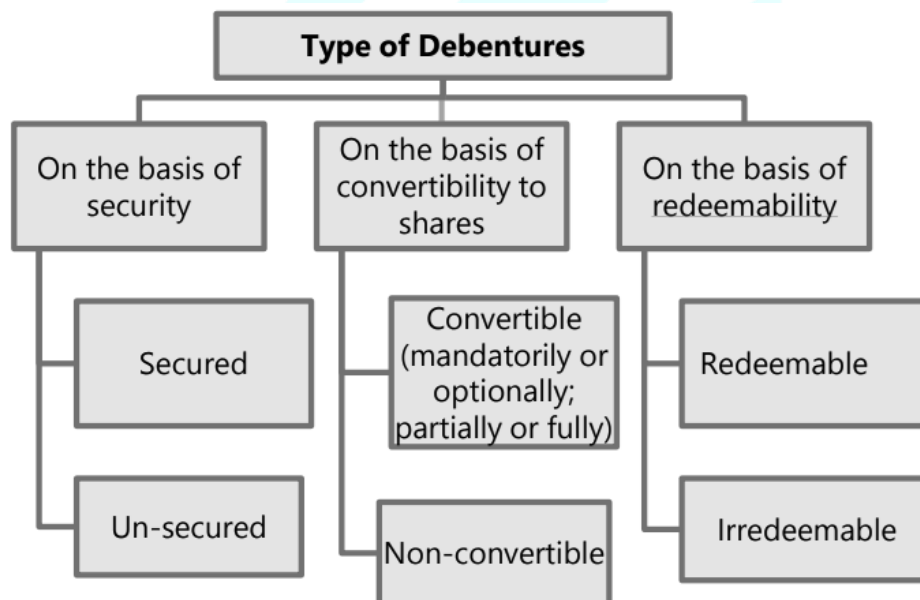 Type of Debentures
On the basis of
security
On the basis of
convertibility to
shares
On the basis of
redeemability
Secured
Convertible
(mandatorily or
optionally;
partially or fully)
Redeemable
Un-secured
Non-convertible
Irredeemable